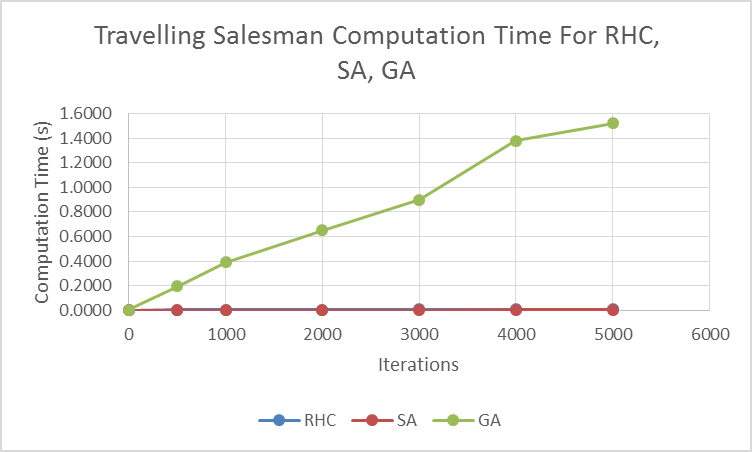 Travelling Salesman Computation Time For RHC,
SA, GA
Computation Time (s)
1.6000
1.4000
1.2000
1.0000
0.8000
0.6000
0.4000
0.2000
0.0000
0 1000 2000 3000 4000 5000 6000
Iterations
RHC SA GA